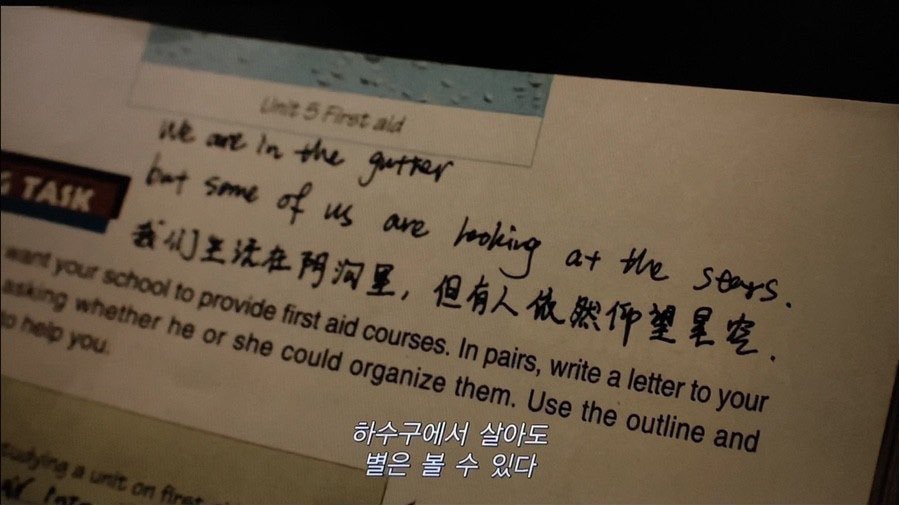 Unit 5 First aid
we are in the gutter
but some of us are looking at the stars.
我们生活在阴沟里，但有人依然仰望星空.
TASK
want your school to provide first aid courses. In pairs, write a letter to your
asking whether he or she could organize them. Use the outline and
to help you.
studying a unit on first
하수구에서 살아도
별은 볼 수 있다